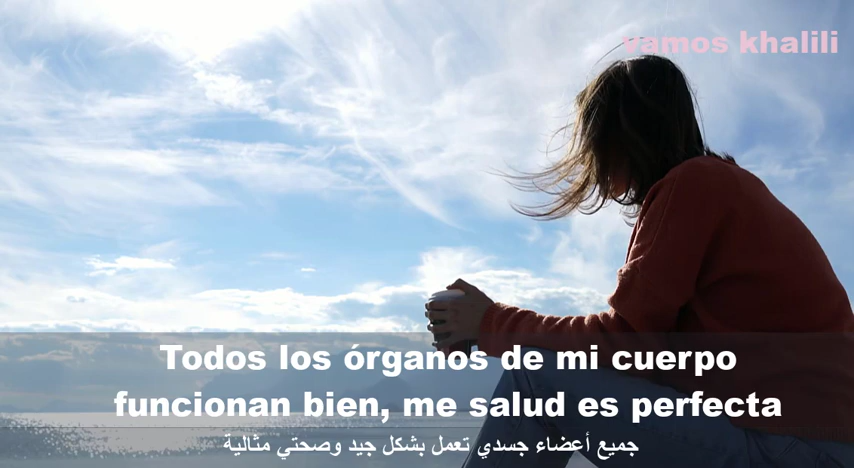 vamos khalili
Todos los órganos de mi cuerpo
funcionan bien, me salud es perfecta
جميع أعضاء جسدي تعمل بشكل جيد وصحتي مثالية